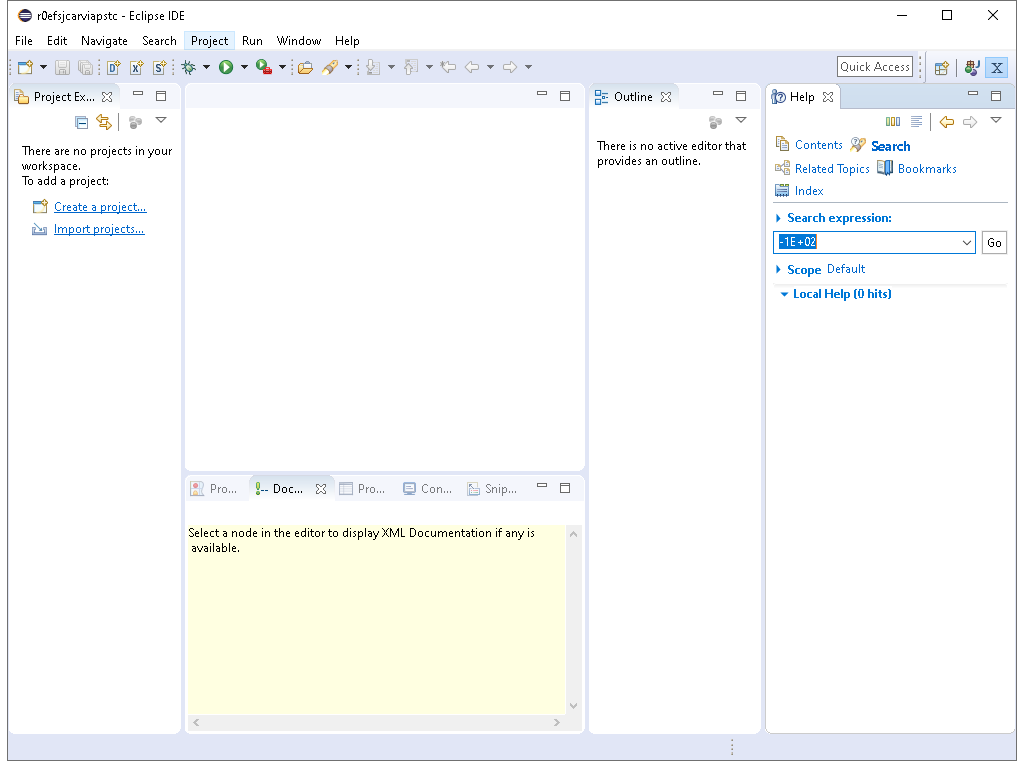 r0efsjcarviapstc - Eclipse IDE
File Edit Navigate Search Project Run Window Help
Quick Access
Project Ex...
There are no projects in your
workspace.
To add a project:
Create a project...
Import projects...
Outline
There is no active editor that
provides an outline.
Help
Contents Search
Related Topics Bookmarks
Index
Search expression:
-1E+02 Go
Scope Default
Local Help (0 hits)
Pro... Doc... Pro... Con... Snip...
Select a node in the editor to display XML Documentation if any is
available.